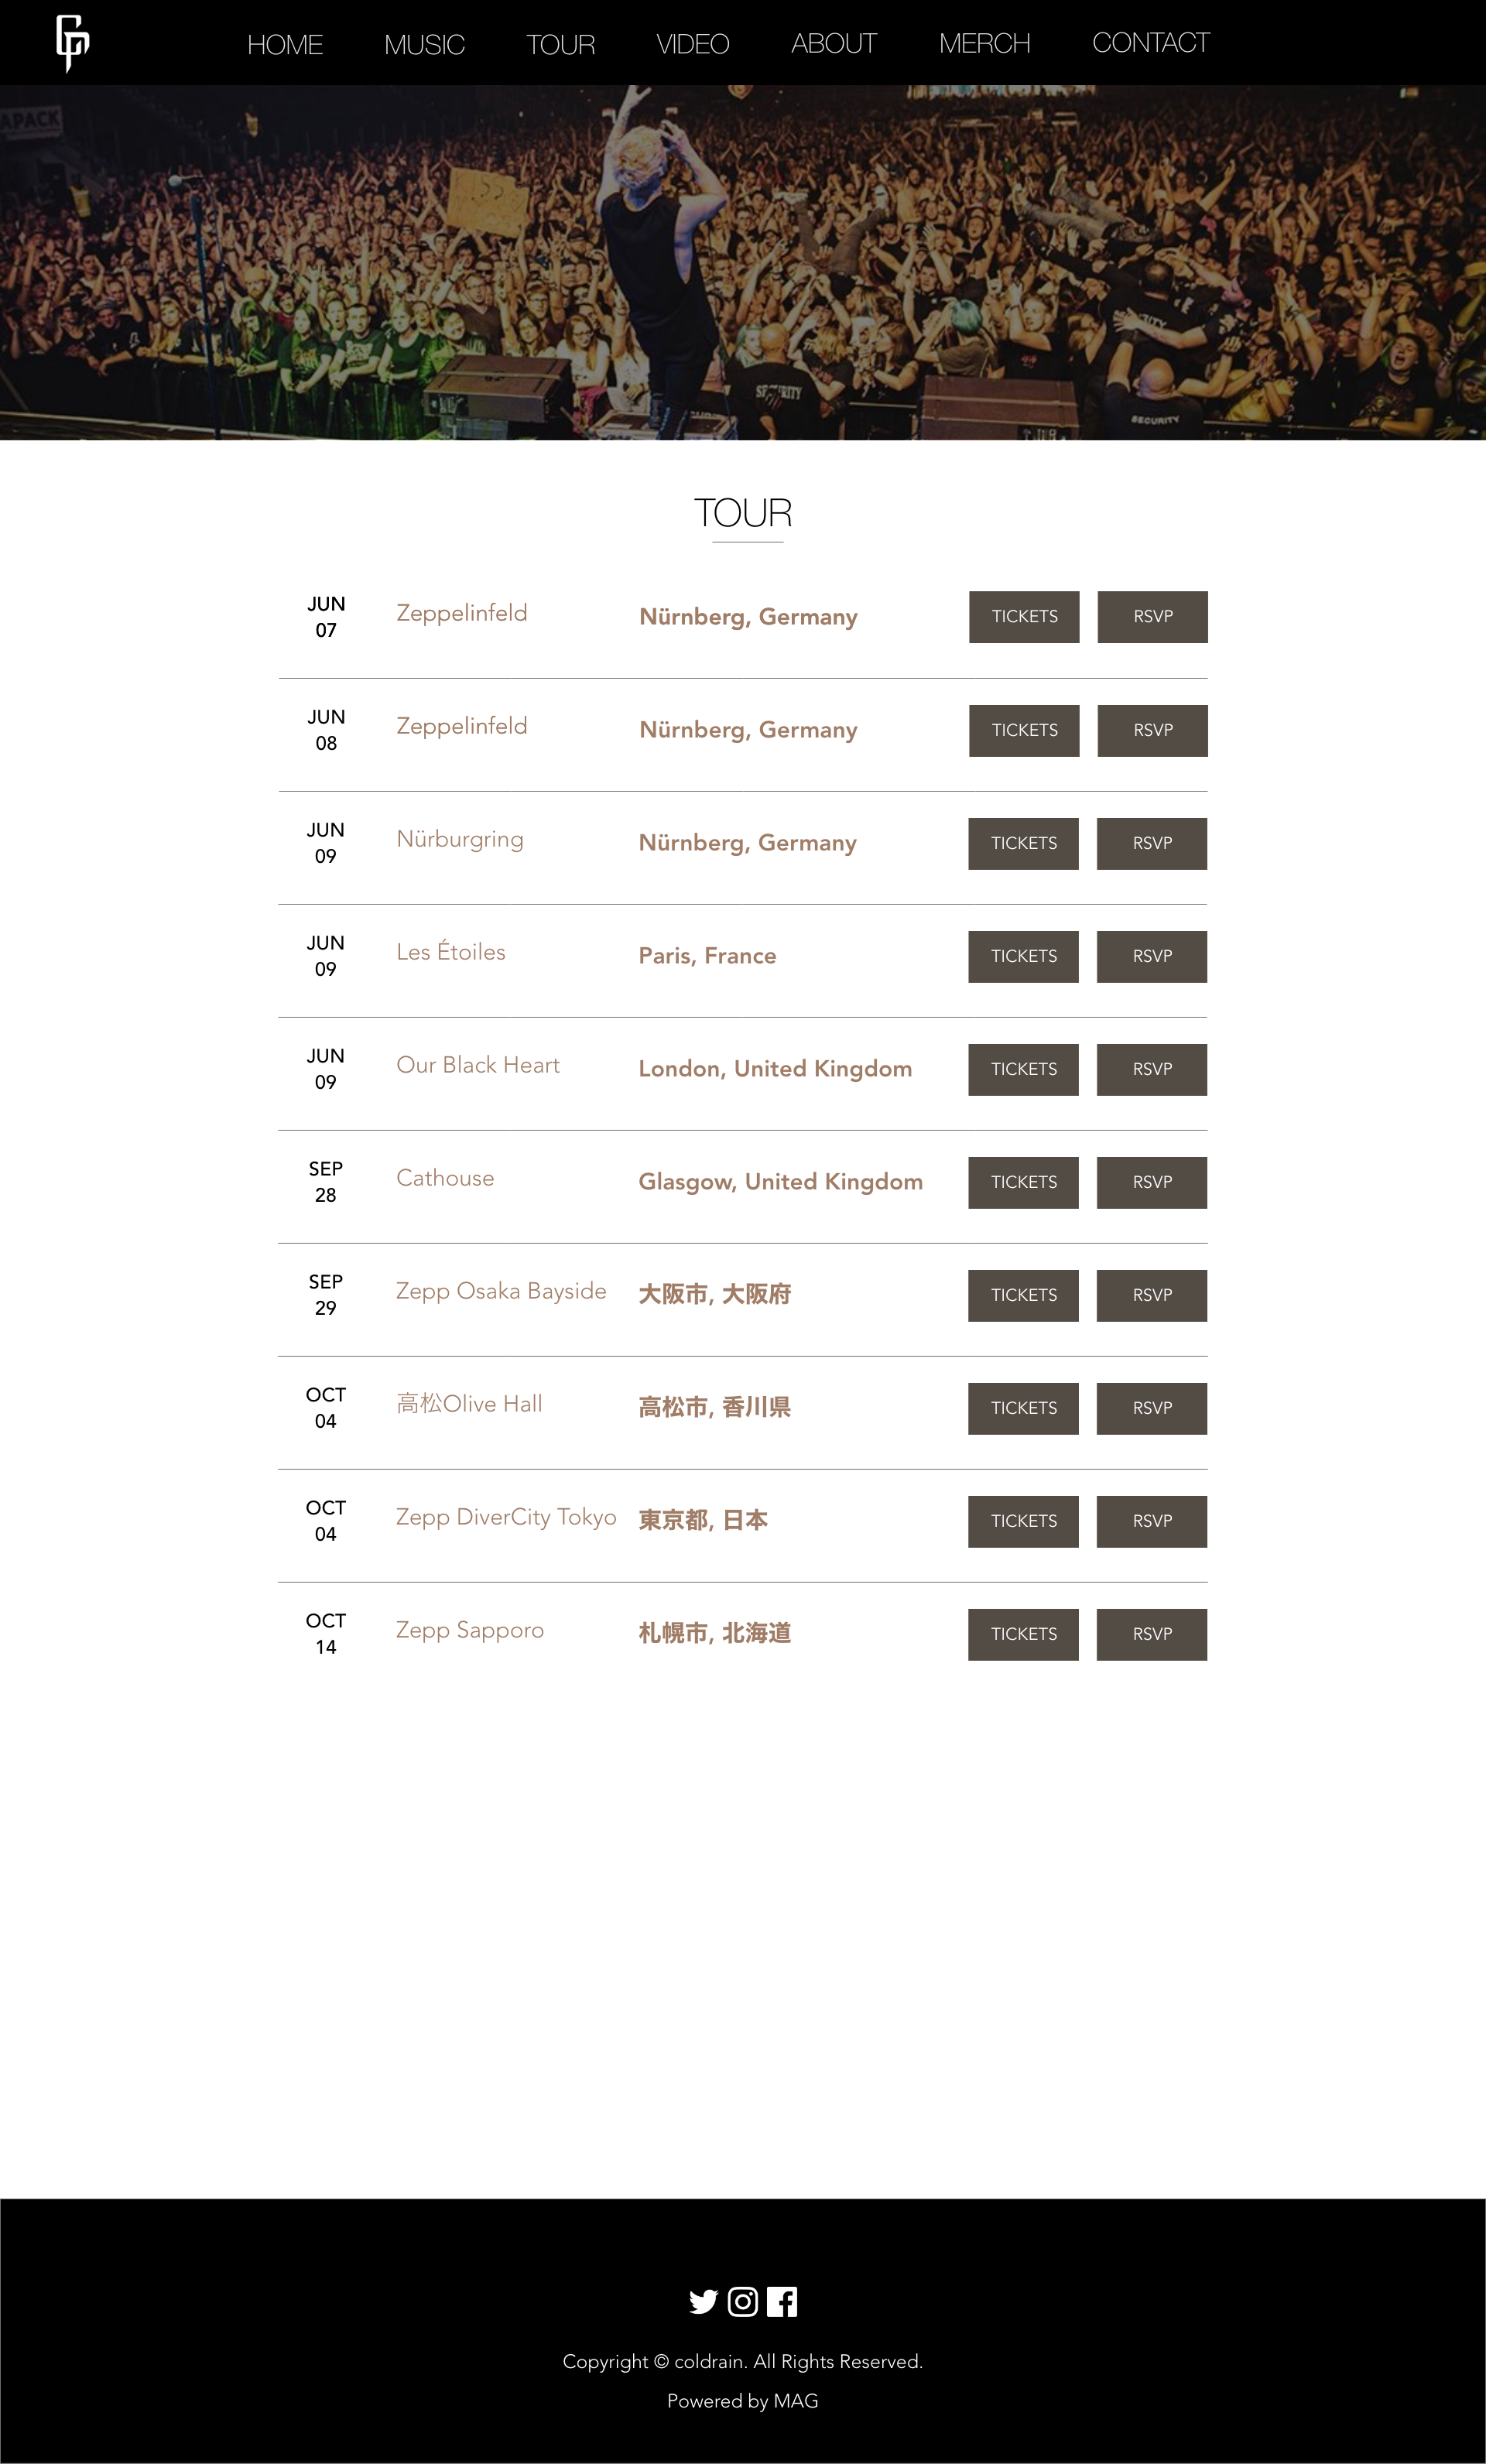 HOME MUSIC TOUR VIDEO ABOUT MERCH CONTACT
APACK
SECURITY
SECURITY
TOUR
JUN
07
Zeppelinfeld
Nürnberg, Germany
TICKETS
RSVP
JUN
08
Zeppelinfeld
Nürnberg, Germany
TICKETS
RSVP
JUN
09
Nürburgring
Nürnberg, Germany
TICKETS
RSVP
JUN
09
Les Étoiles
Paris, France
TICKETS
RSVP
JUN
09
Our Black Heart
London, United Kingdom
TICKETS
RSVP
SEP
28
Cathouse
Glasgow, United Kingdom
TICKETS
RSVP
SEP
29
Zepp Osaka Bayside
大阪市, 大阪府
TICKETS
RSVP
OCT
04
高松Olive Hall
高松市, 香川県
TICKETS
RSVP
OCT
04
Zepp DiverCity Tokyo
東京都, 日本
TICKETS
RSVP
OCT
14
Zepp Sapporo
札幌市, 北海道
TICKETS
RSVP
Copyright © coldrain. All Rights Reserved.
Powered by MAG